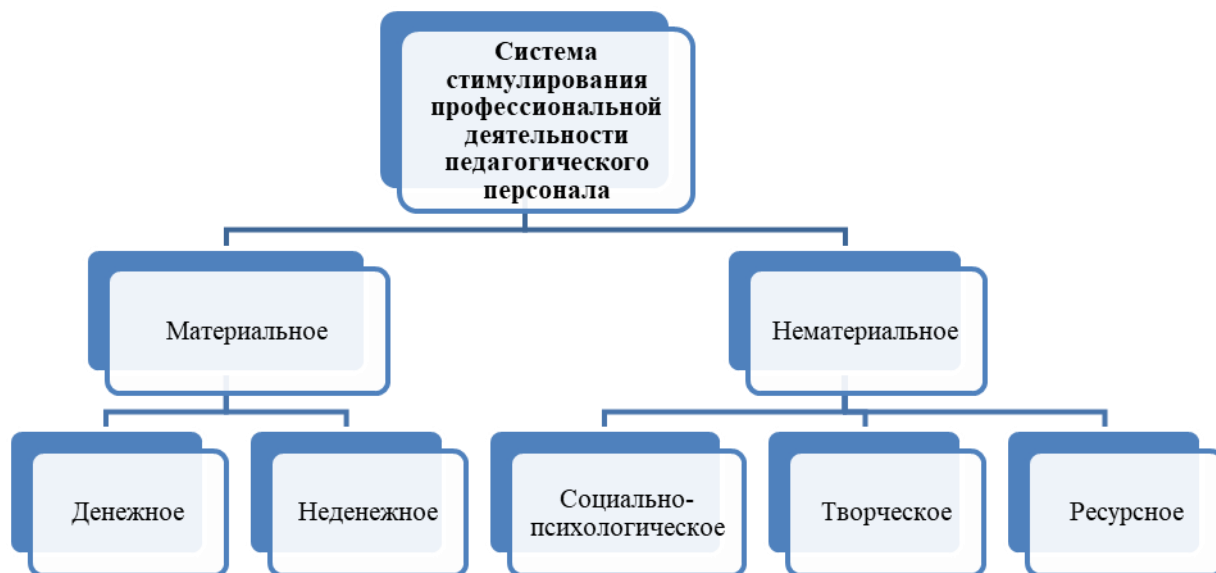 Система
стимулирования
профессиональной
деятельности
педагогического
персонала
Материальное
Нематериальное
Денежное
Неденежное
Социально-
психологическое
Творческое
Ресурсное